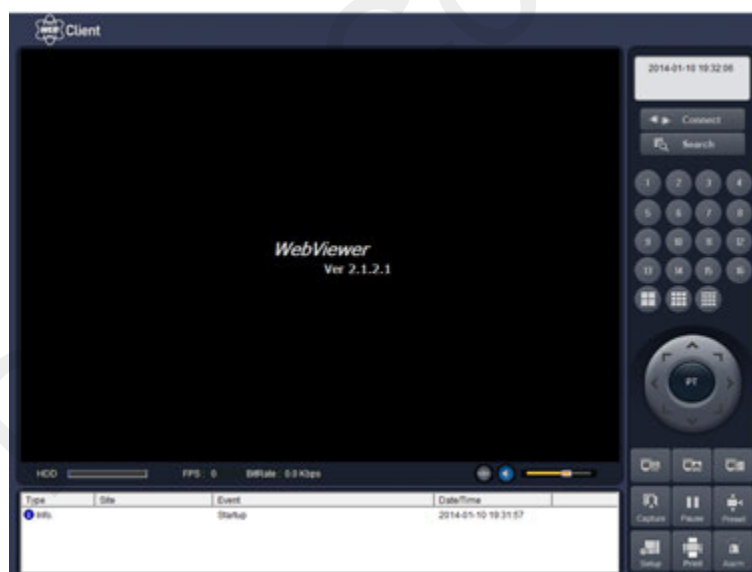 WEB Client
2014-01-10 19:32:06
Connect
Search
1 2 3 4
5 6 7 8
9 10 11 12
13 14 15 16
WebViewer
Ver 2.1.2.1
PT
HDD FPS : 0 BitRate : 0.0 Kbps
Type Site Event Date/Time
Info. Startup 2014-01-10 19:31:57
Capture Pause Preset
Setup Print Alarm